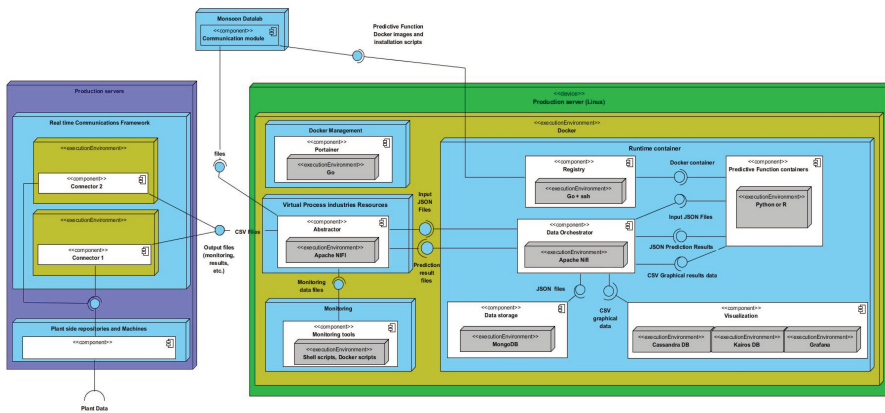 Monsoon Datalab
<<component>>
Communication module
Predictive Function
Docker images and
installation scripts
Production servers
Real time Communications Framework
<<executionEnvironment>>
<<component>>
Connector 2
<<executionEnvironment>>
<<component>>
Connector 1
Plant side repositories and Machines
<<component>>
Plant Data
files
CSV files
Output files
(monitoring,
results,
etc.)
<<device>>
Production server (Linux)
<<executionEnvironment>>
Docker
Docker Management
<<component>>
Portainer
<<executionEnvironment>>
Go
Virtual Process industries Resources
<<component>>
Abstractor
<<executionEnvironment>>
Apache NIFI
Monitoring
data files
Monitoring
<<component>>
Monitoring tools
<<executionEnvironment>>
Shell scripts, Docker scripts
Input
JSON
Files
Prediction
result
files
Runtime container
<<component>>
Registry
<<executionEnvironment>>
Go + ssh
Docker container
<<component>>
Predictive Function containers
<<executionEnvironment>>
Python or R
Input JSON Files
JSON Prediction Results
CSV Graphical results data
<<component>>
Data Orchestrator
<<executionEnvironment>>
Apache Nifi
JSON files
CSV
graphical
data
<<component>>
Data storage
<<executionEnvironment>>
MongoDB
<<component>>
Visualization
<<executionEnvironment>>
Cassandra DB
<<executionEnvironment>>
Kairos DB
<<executionEnvironment>>
Grafana